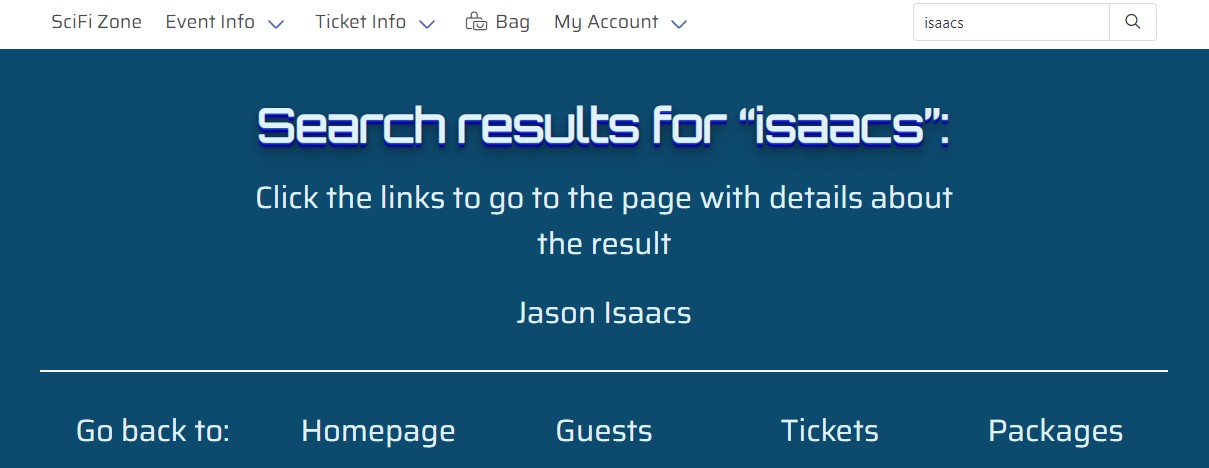 SciFi Zone Event Info Ticket Info Bag My Account isaacs
Search results for “isaacs”:
Click the links to go to the page with details about
the result
Jason Isaacs
Go back to: Homepage Guests Tickets Packages